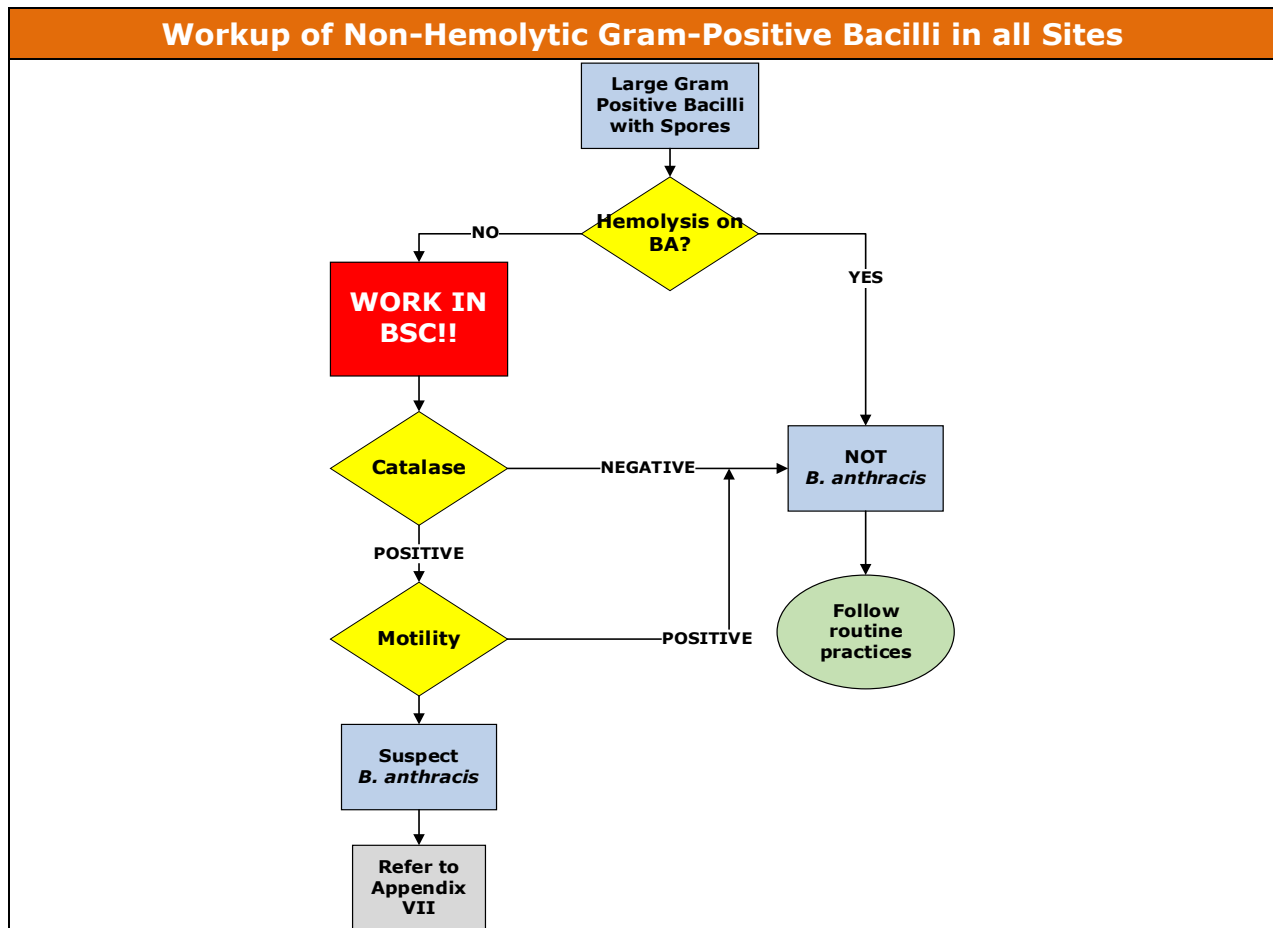 Workup of Non-Hemolytic Gram-Positive Bacilli in all Sites
Large Gram
Positive Bacilli
with Spores
Hemolysis on
BA?
NO
YES
WORK IN
BSC!!
Catalase
NEGATIVE
NOT
B. anthracis
POSITIVE
Motility
POSITIVE
Follow
routine
practices
Suspect
B. anthracis
Refer to
Appendix
VII